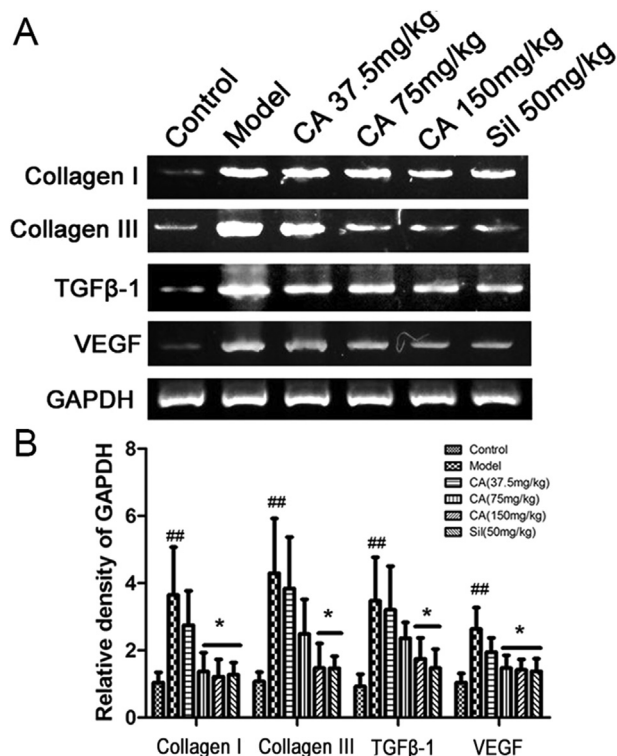 A
Control
Model
CA 37.5mg/kg
CA 75mg/kg
CA 150mg/kg
Sil 50mg/kg
Collagen I
Collagen III
TGFβ-1
VEGF
GAPDH
B
Relative density of GAPDH
8
6
4
2
0
Control
Model
CA(37.5mg/kg)
CA(75mg/kg)
CA(150mg/kg)
Sil(50mg/kg)
##
*
##
*
##
*
##
*
Collagen I
Collagen III
TGFβ-1
VEGF